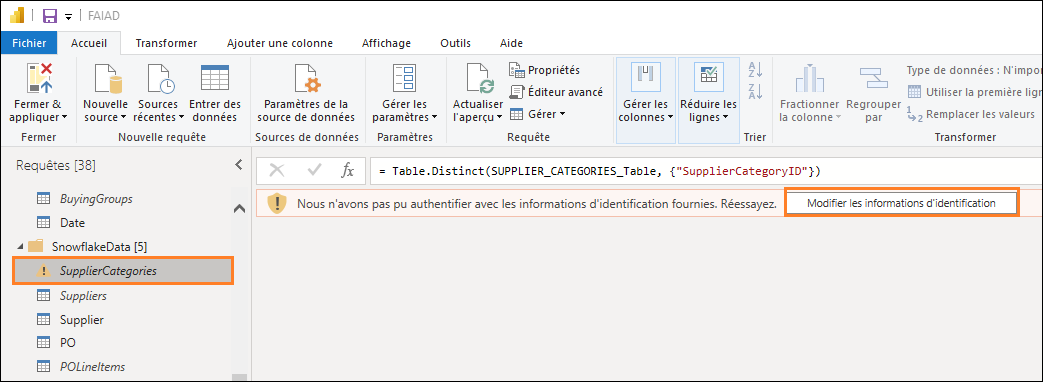 FAIAD
Fichier Accueil Transformer Ajouter une colonne Affichage Outils Aide
Fermer & appliquer
Nouvelle source
Sources récentes
Entrer des données
Paramètres de la source de données
Gérer les paramètres
Actualiser l'aperçu
Propriétés
Éditeur avancé
Gérer
Gérer les colonnes
Réduire les lignes
Fractionner la colonne
Regrouper par
Type de données : N'impor
Utiliser la première lign
Remplacer les valeurs
Fermer Nouvelle requête Sources de données Paramètres Requête Trier Transformer
Requêtes [38]
fx
= Table.Distinct(SUPPLIER_CATEGORIES_Table, {"SupplierCategoryID"})
Nous n'avons pas pu authentifier avec les informations d'identification fournies. Réessayez. Modifier les informations d'identification
BuyingGroups
Date
SnowflakeData [5]
SupplierCategories
Suppliers
Supplier
PO
POLineItems